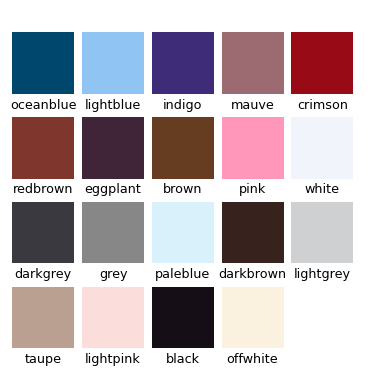 oceanblue lightblue indigo mauve crimson
redbrown eggplant brown pink white
darkgrey grey paleblue darkbrown lightgrey
taupe lightpink black offwhite